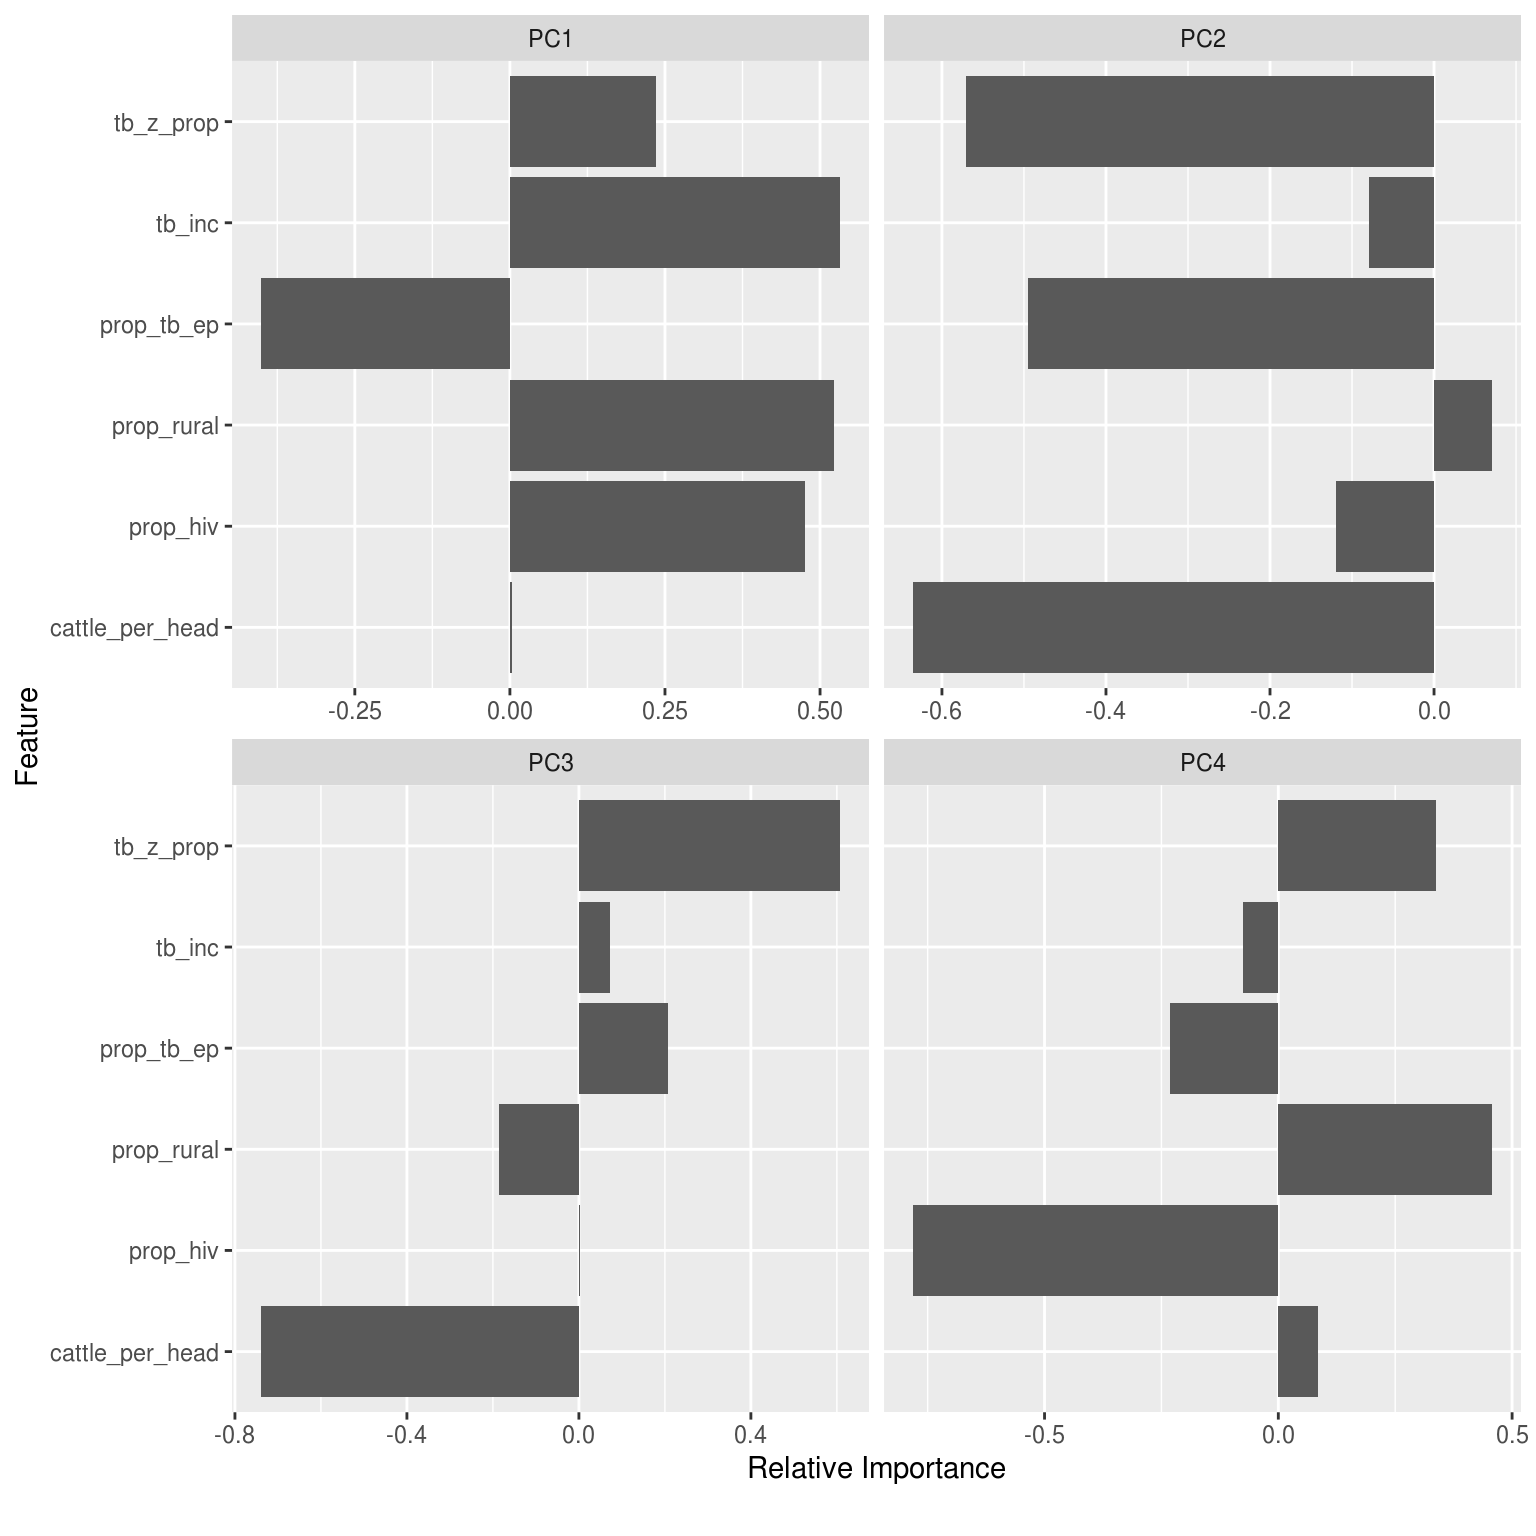 PC1
PC2
tb_z_prop
tb_inc
prop_tb_ep
prop_rural
prop_hiv
cattle_per_head
-0.25 0.00 0.25 0.50
-0.6 -0.4 -0.2 0.0
Feature
PC3
PC4
tb_z_prop
tb_inc
prop_tb_ep
prop_rural
prop_hiv
cattle_per_head
-0.8 -0.4 0.0 0.4
-0.5 0.0 0.5
Relative Importance